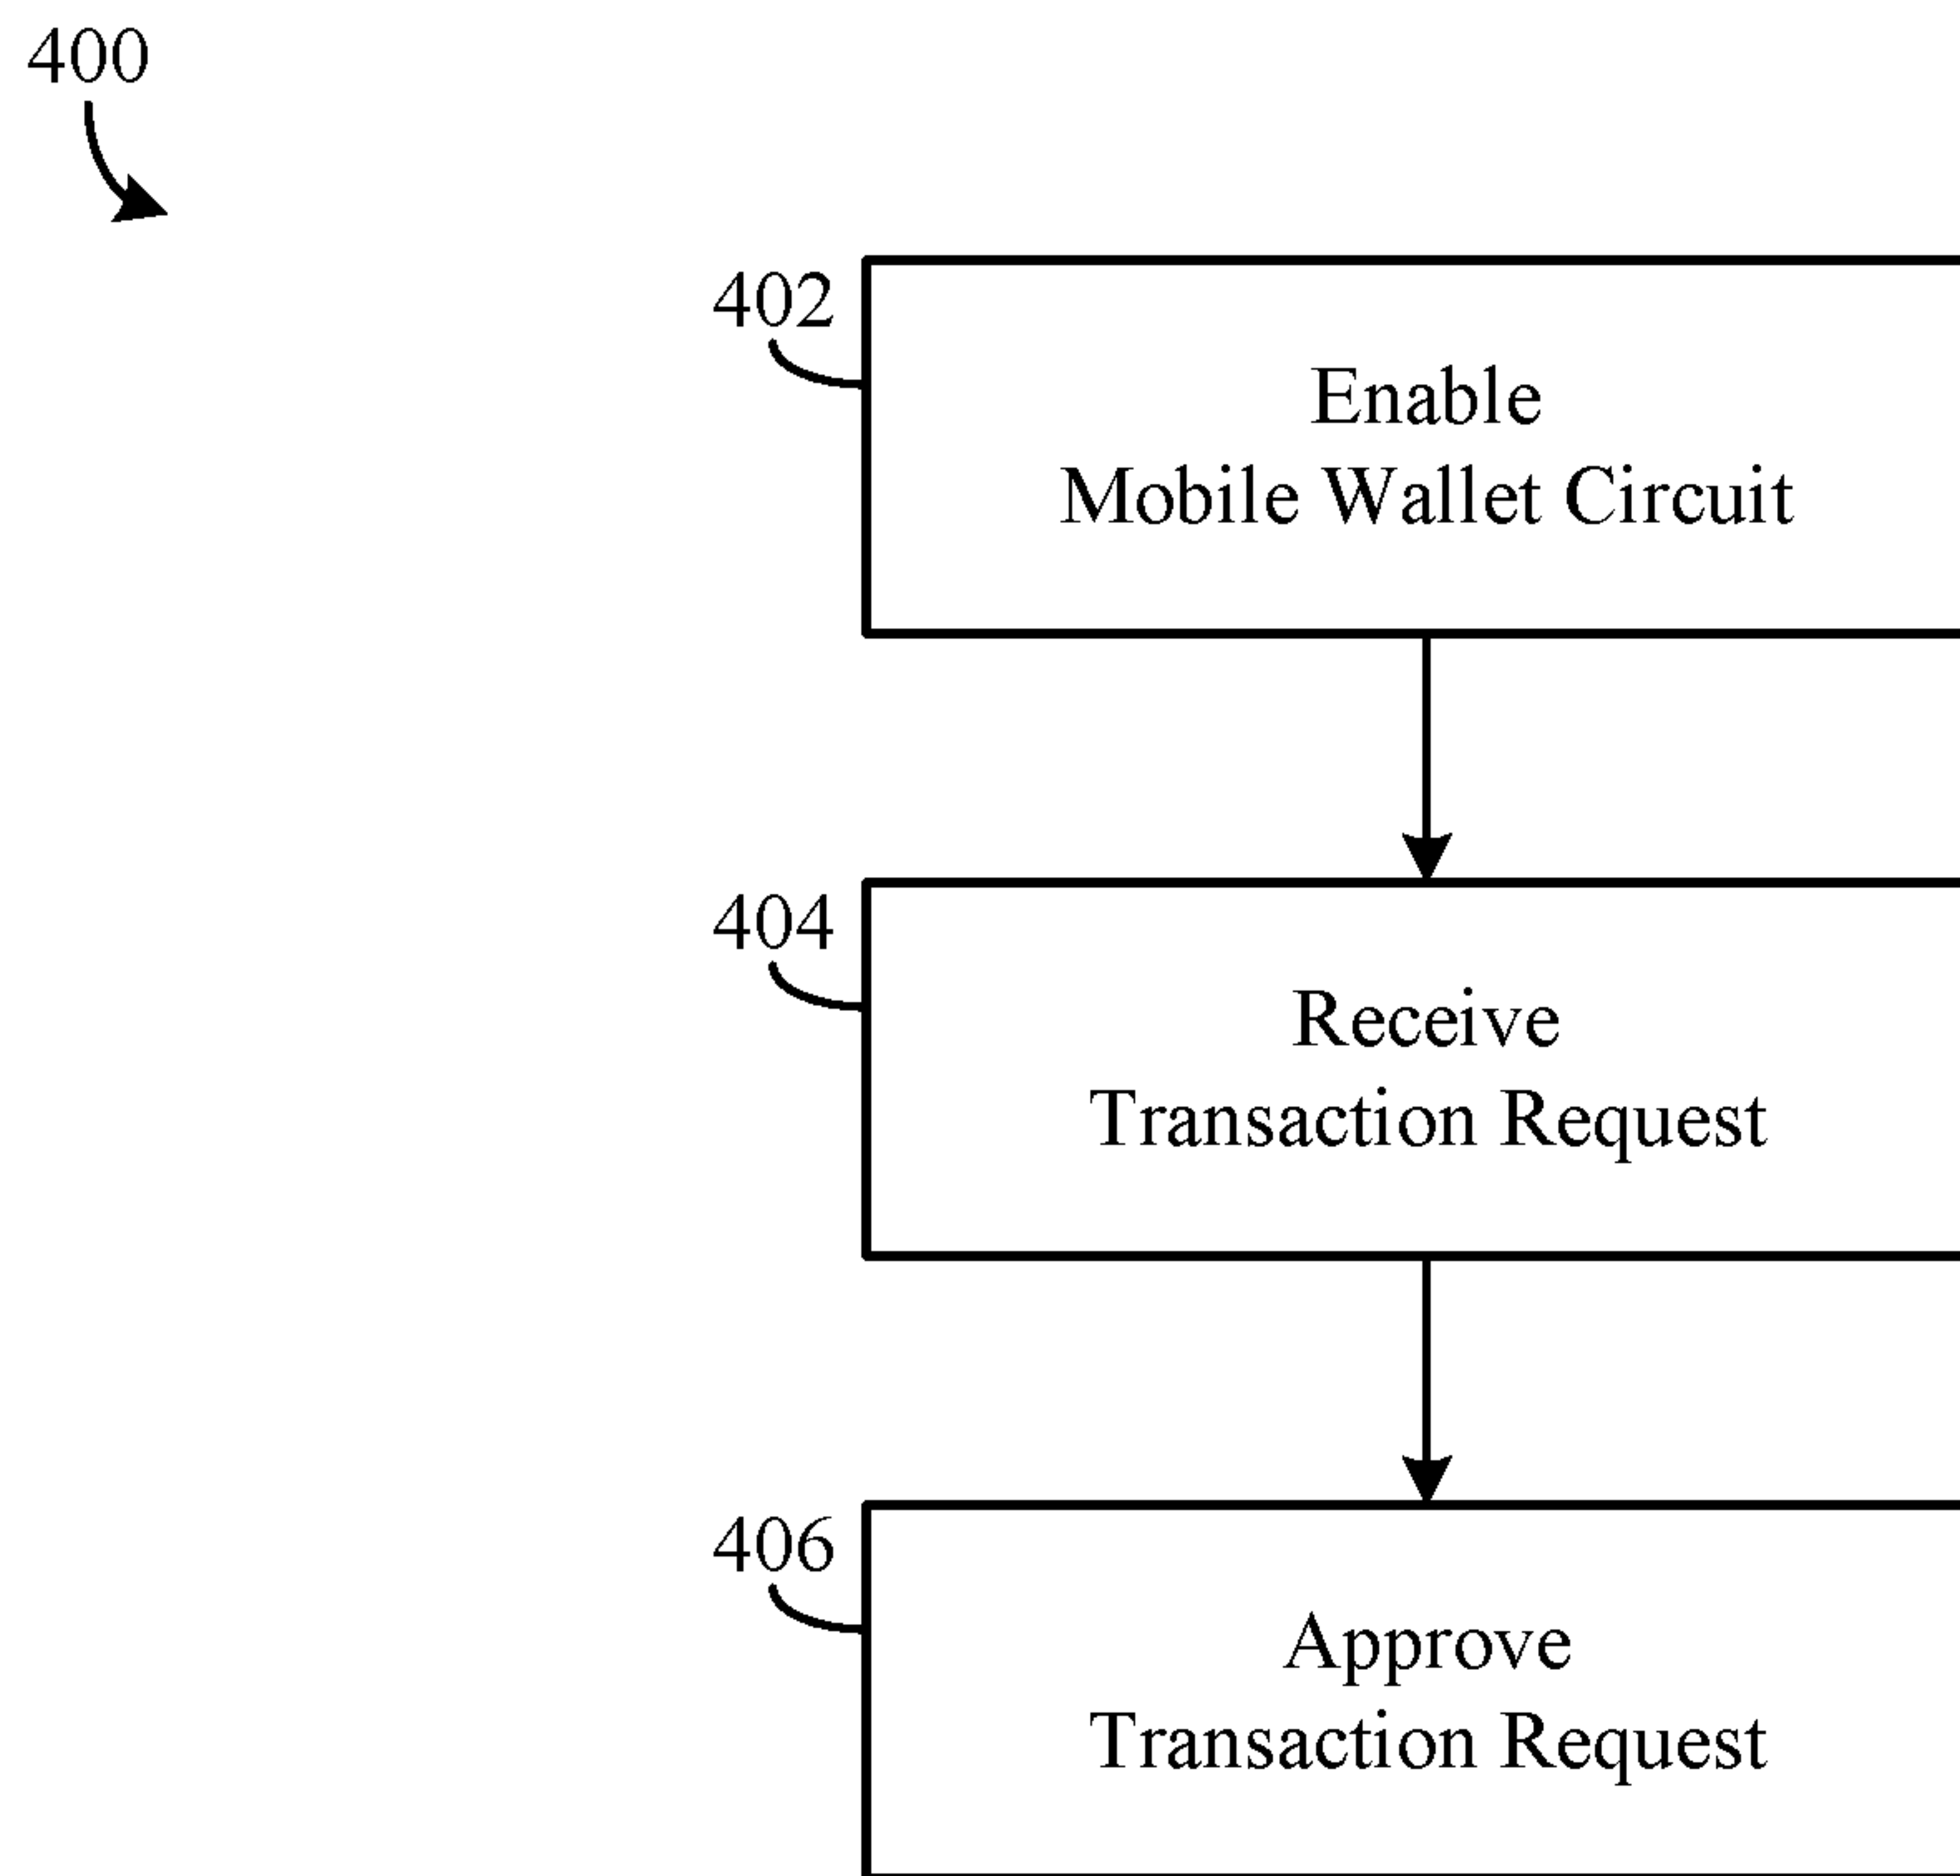 400
402
Enable
Mobile Wallet Circuit
404
Receive
Transaction Request
406
Approve
Transaction Request